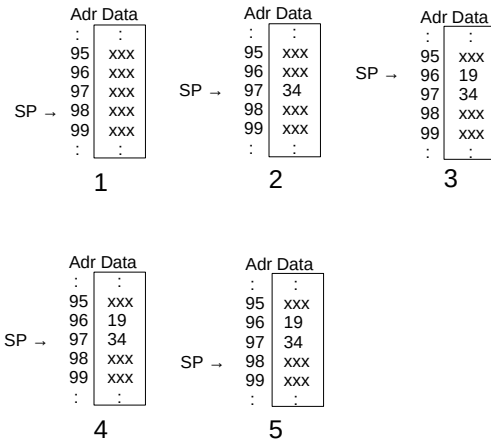 Adr Data
: :
95 xxx
96 xxx
97 xxx
SP → 98 xxx
99 xxx
: :
1
Adr Data
: :
95 xxx
96 xxx
SP → 97 34
98 xxx
99 xxx
: :
2
Adr Data
: :
95 xxx
SP → 96 19
97 34
98 xxx
99 xxx
: :
3
Adr Data
: :
95 xxx
96 19
SP → 97 34
98 xxx
99 xxx
: :
4
Adr Data
: :
95 xxx
96 19
97 34
SP → 98 xxx
99 xxx
: :
5